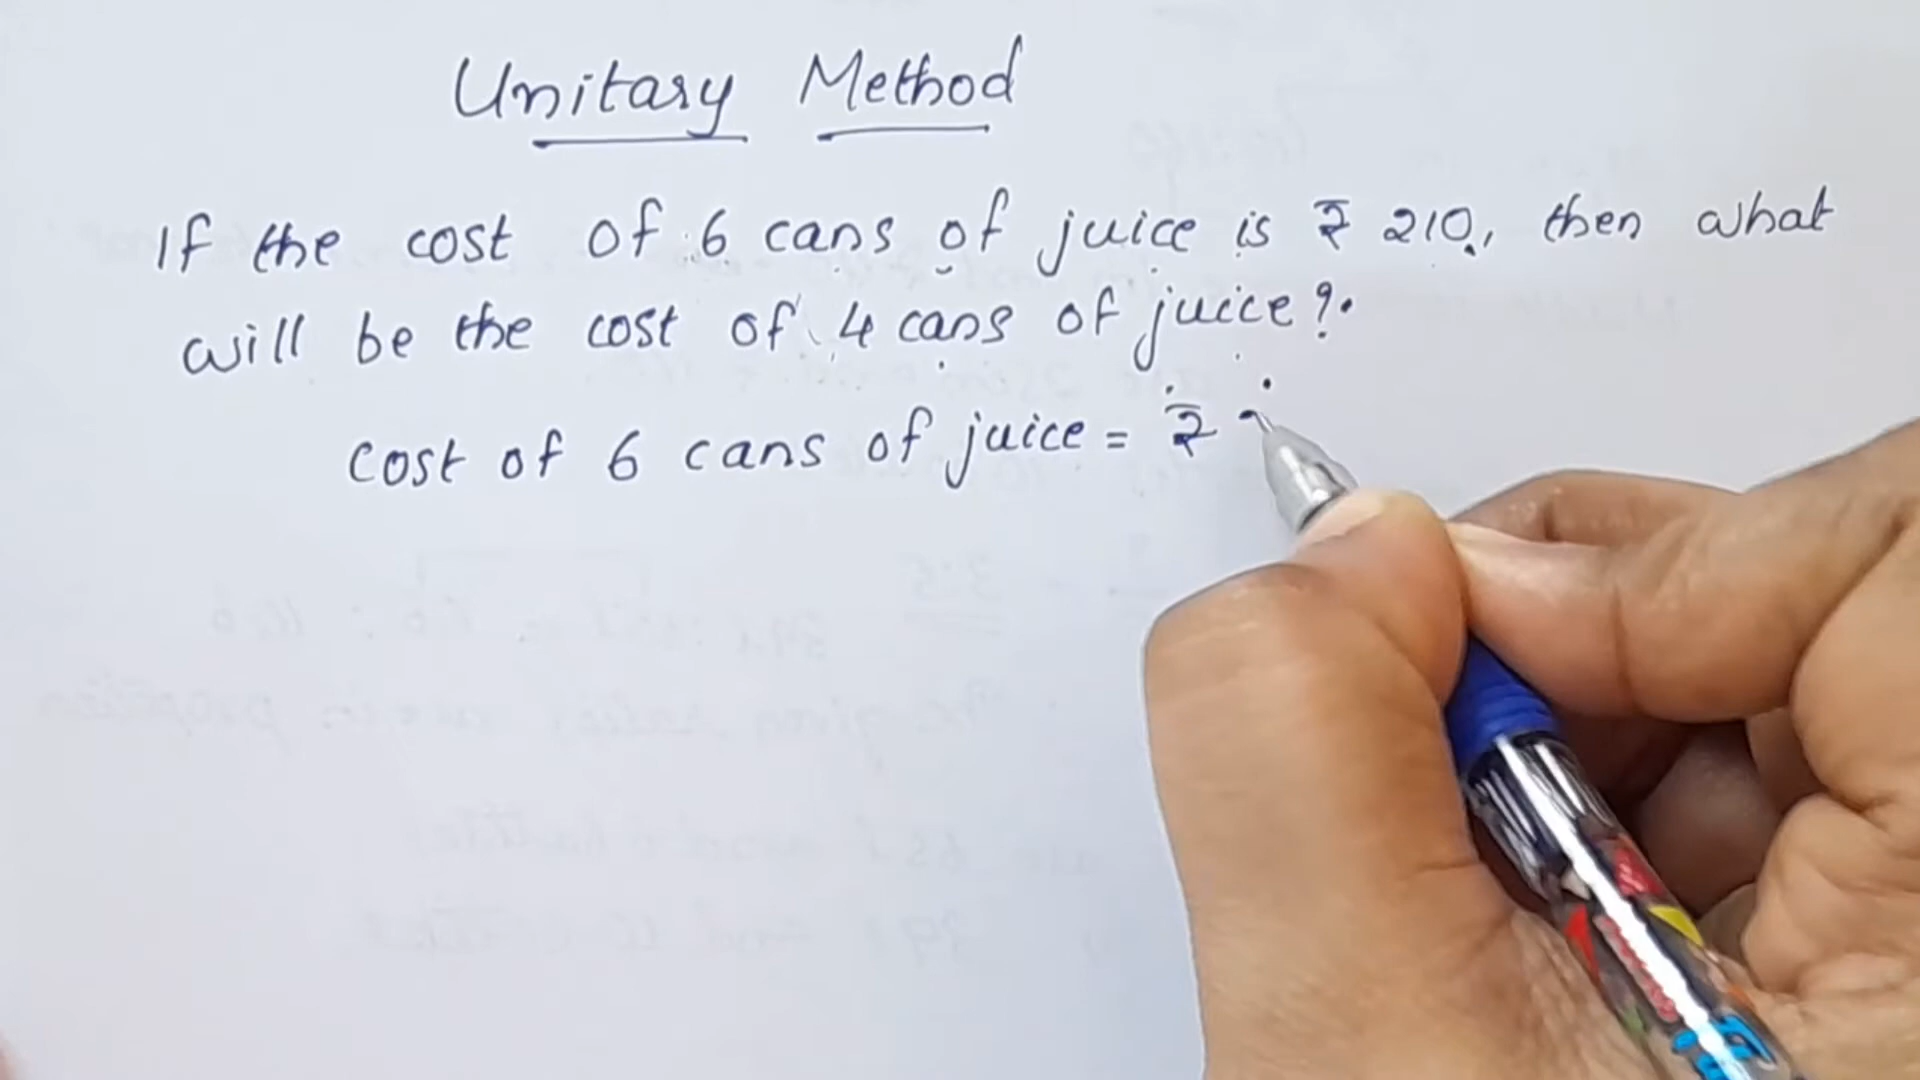 Unitary Method
If the cost of 6 cans of juice is ₹ 210, then what
will be the cost of 4 cans of juice?
cost of 6 cans of juice = ₹